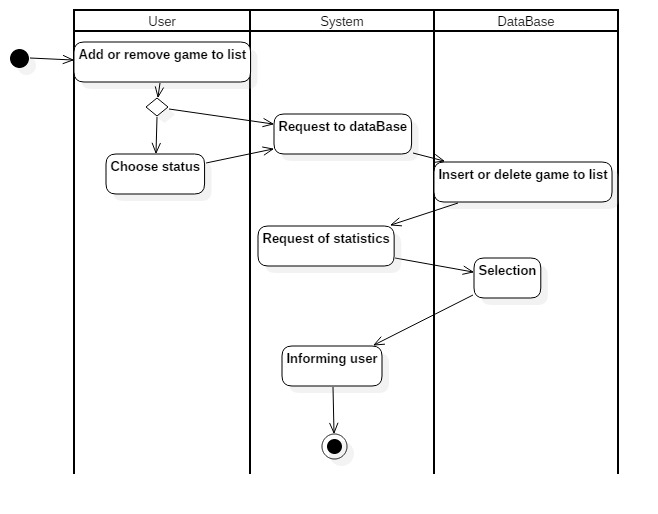 User
System
DataBase
Add or remove game to list
Request to dataBase
Choose status
Insert or delete game to list
Request of statistics
Selection
Informing user